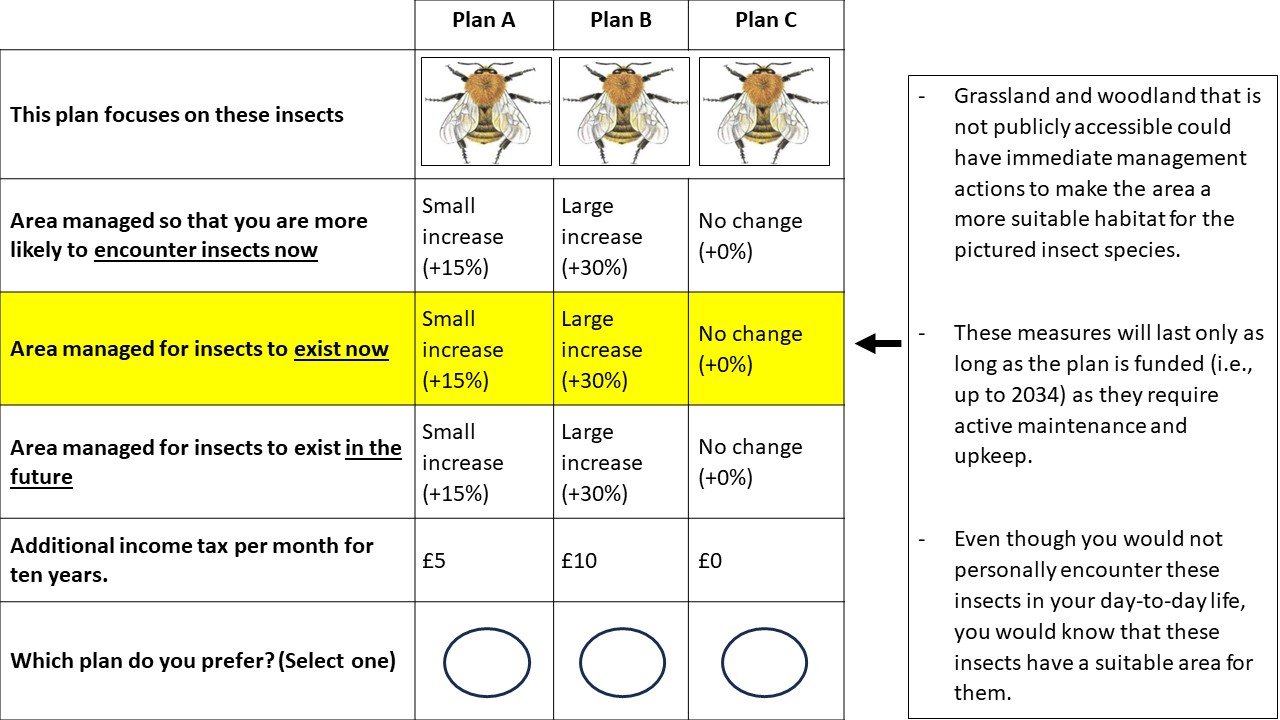 Plan A Plan B Plan C
This plan focuses on these insects
Area managed so that you are more
likely to encounter insects now
Small
increase
(+15%)
Large
increase
(+30%)
No change
(+0%)
Area managed for insects to exist now
Small
increase
(+15%)
Large
increase
(+30%)
No change
(+0%)
Area managed for insects to exist in the
future
Small
increase
(+15%)
Large
increase
(+30%)
No change
(+0%)
Additional income tax per month for
ten years.
£5
£10
£0
Which plan do you prefer? (Select one)
- Grassland and woodland that is
not publicly accessible could
have immediate management
actions to make the area a
more suitable habitat for the
pictured insect species.
- These measures will last only as
long as the plan is funded (i.e.,
up to 2034) as they require
active maintenance and
upkeep.
- Even though you would not
personally encounter these
insects in your day-to-day life,
you would know that these
insects have a suitable area for
them.